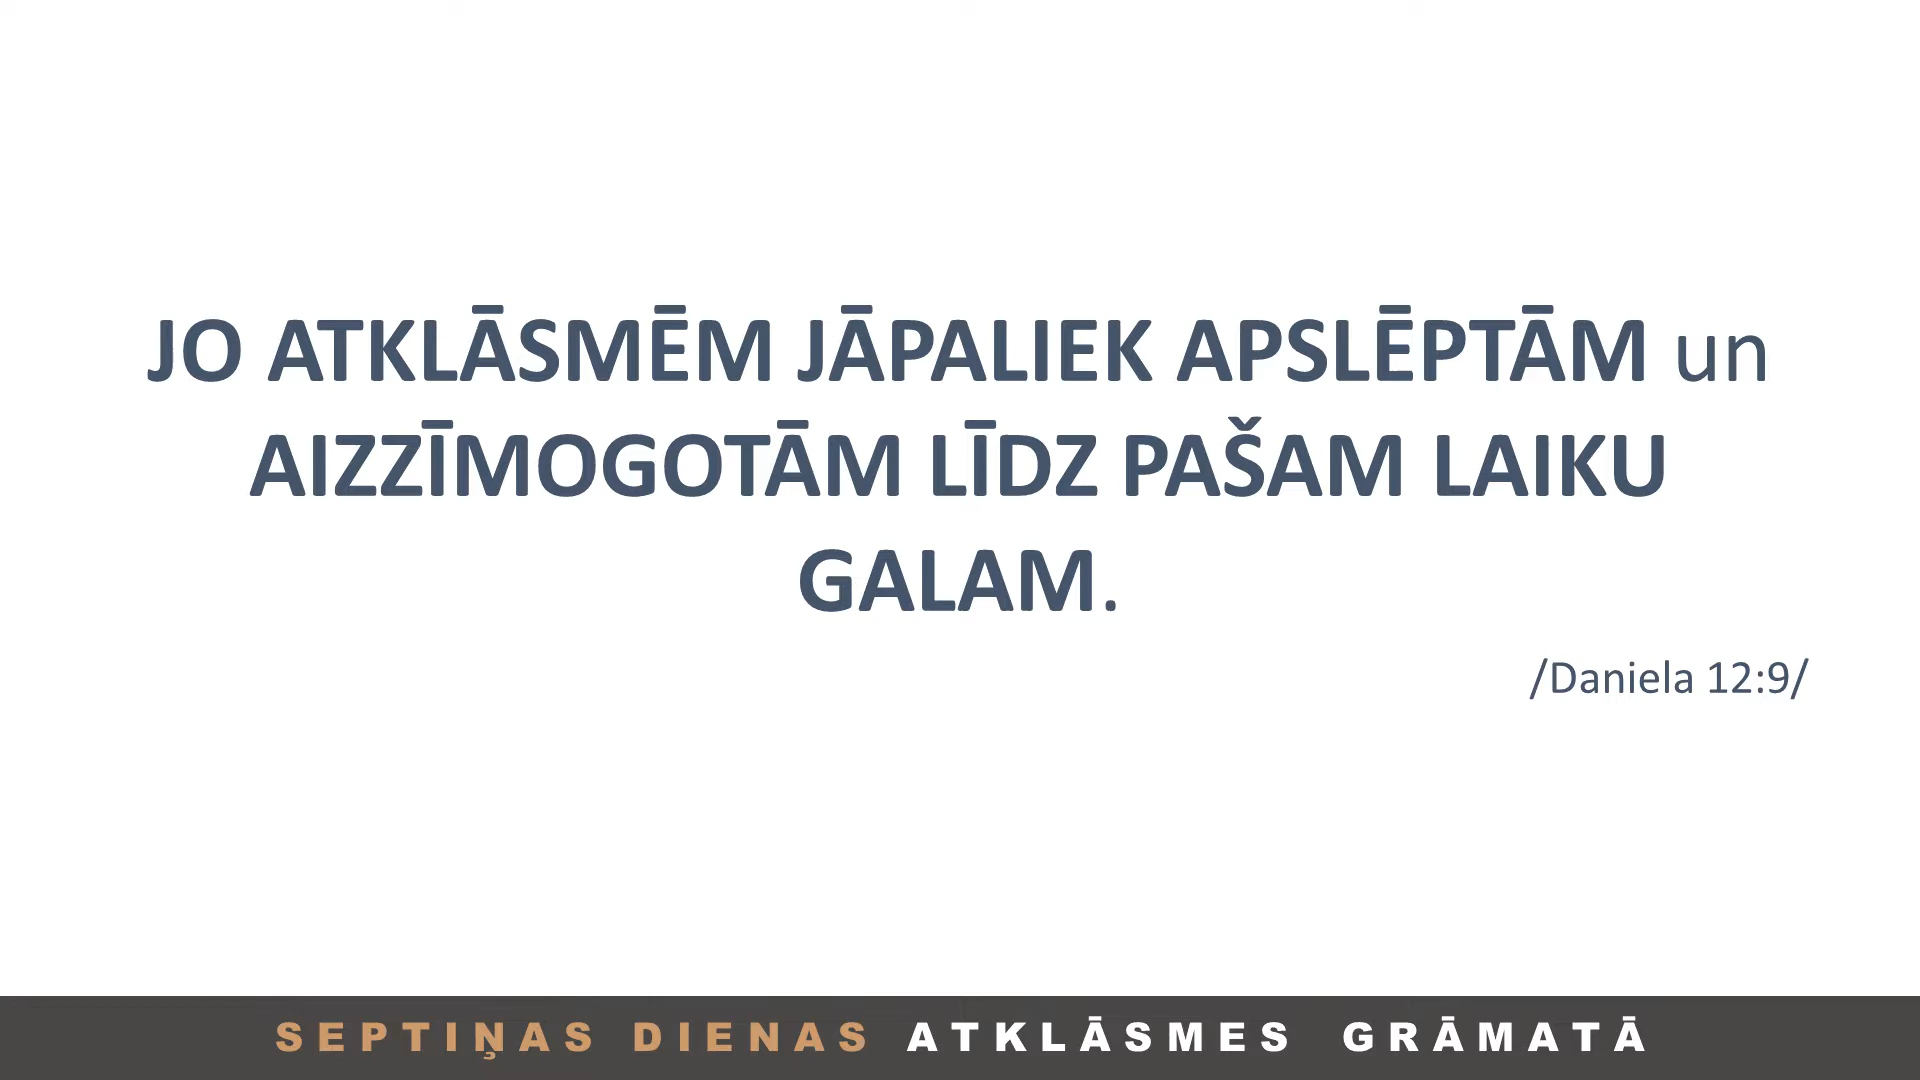 JO ATKLĀSMĒM JĀPALIEK APSLĒPTĀM un
AIZZĪMOGOTĀM LĪDZ PAŠAM LAIKU
GALAM.
/Daniela 12:9/
SEPTIŅAS DIENAS ATKLĀSMES GRĀMATĀ